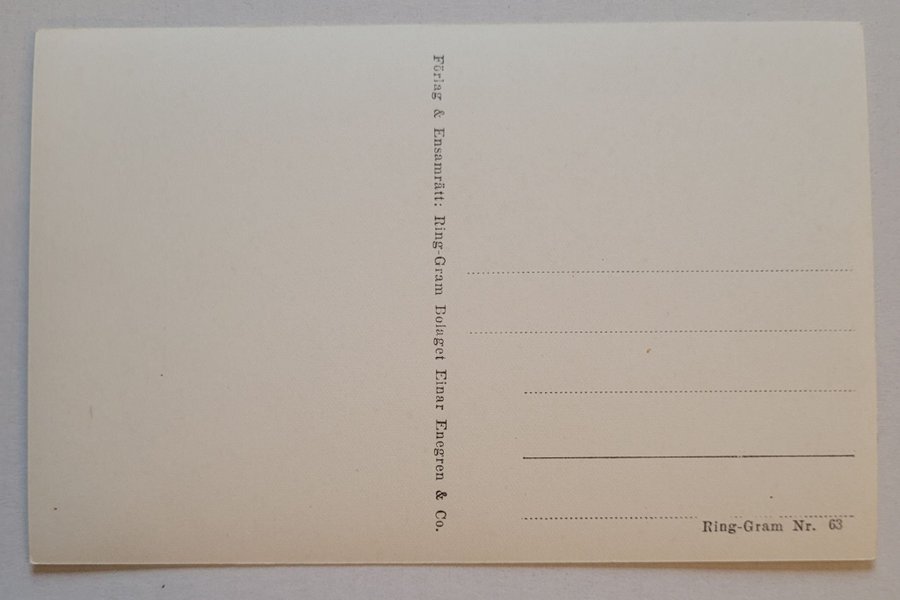 Förlag & Ensamrätt: Ring-Gram Bolaget Einar Enegren & Co.
Ring-Gram Nr. 63